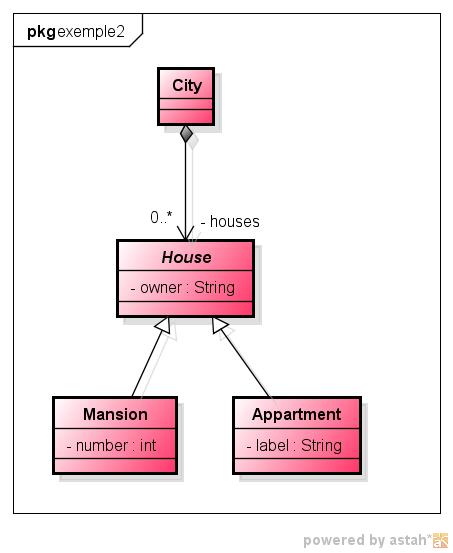 pkg exemple2
City
0..* - houses
House
- owner : String
Mansion
- number : int
Appartment
- label : String
powered by astah*